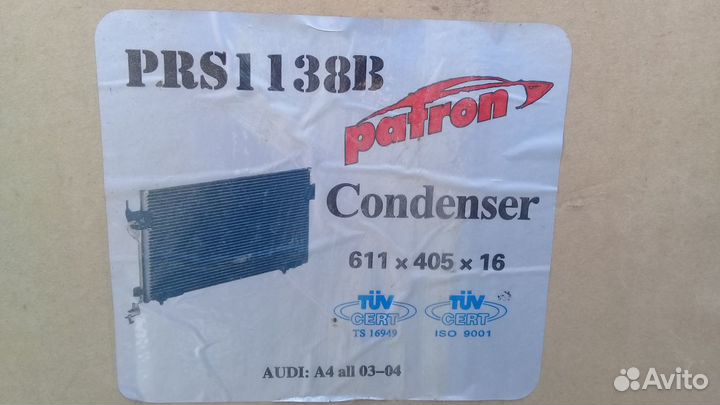 PRS1138B
patron
Condenser
611 x 405 x 16
TÜV
CERT
TS 16949
TÜV
CERT
ISO 9001
AUDI: A4 all 03-04
Avito